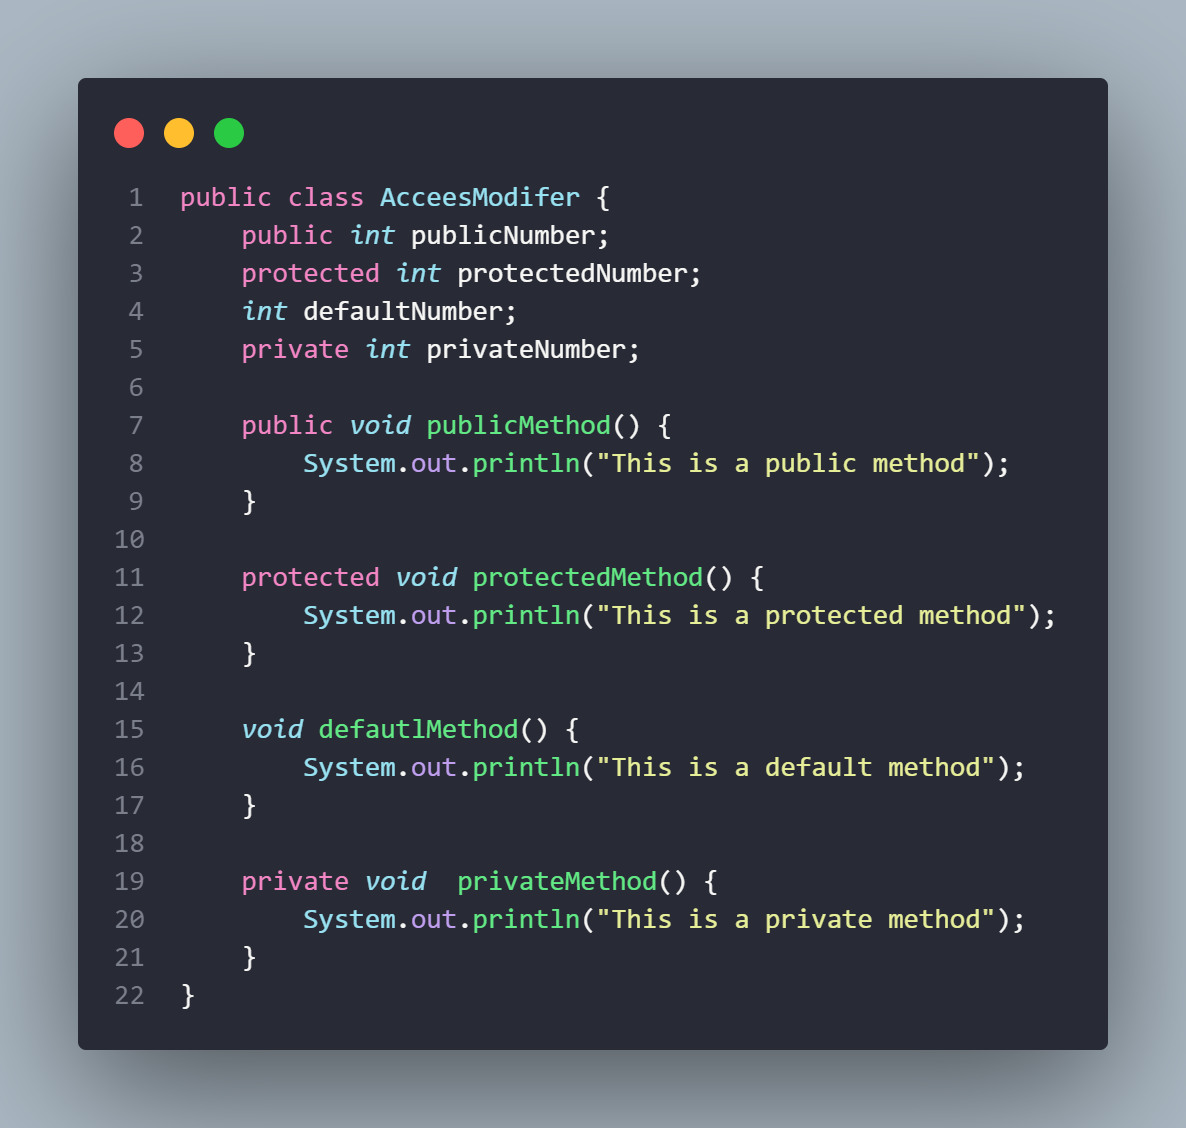 1 public class AcceesModifer {
2     public int publicNumber;
3     protected int protectedNumber;
4     int defaultNumber;
5     private int privateNumber;
6
7     public void publicMethod() {
8         System.out.println("This is a public method");
9     }
10
11     protected void protectedMethod() {
12         System.out.println("This is a protected method");
13     }
14
15     void defautlMethod() {
16         System.out.println("This is a default method");
17     }
18
19     private void  privateMethod() {
20         System.out.println("This is a private method");
21     }
22 }